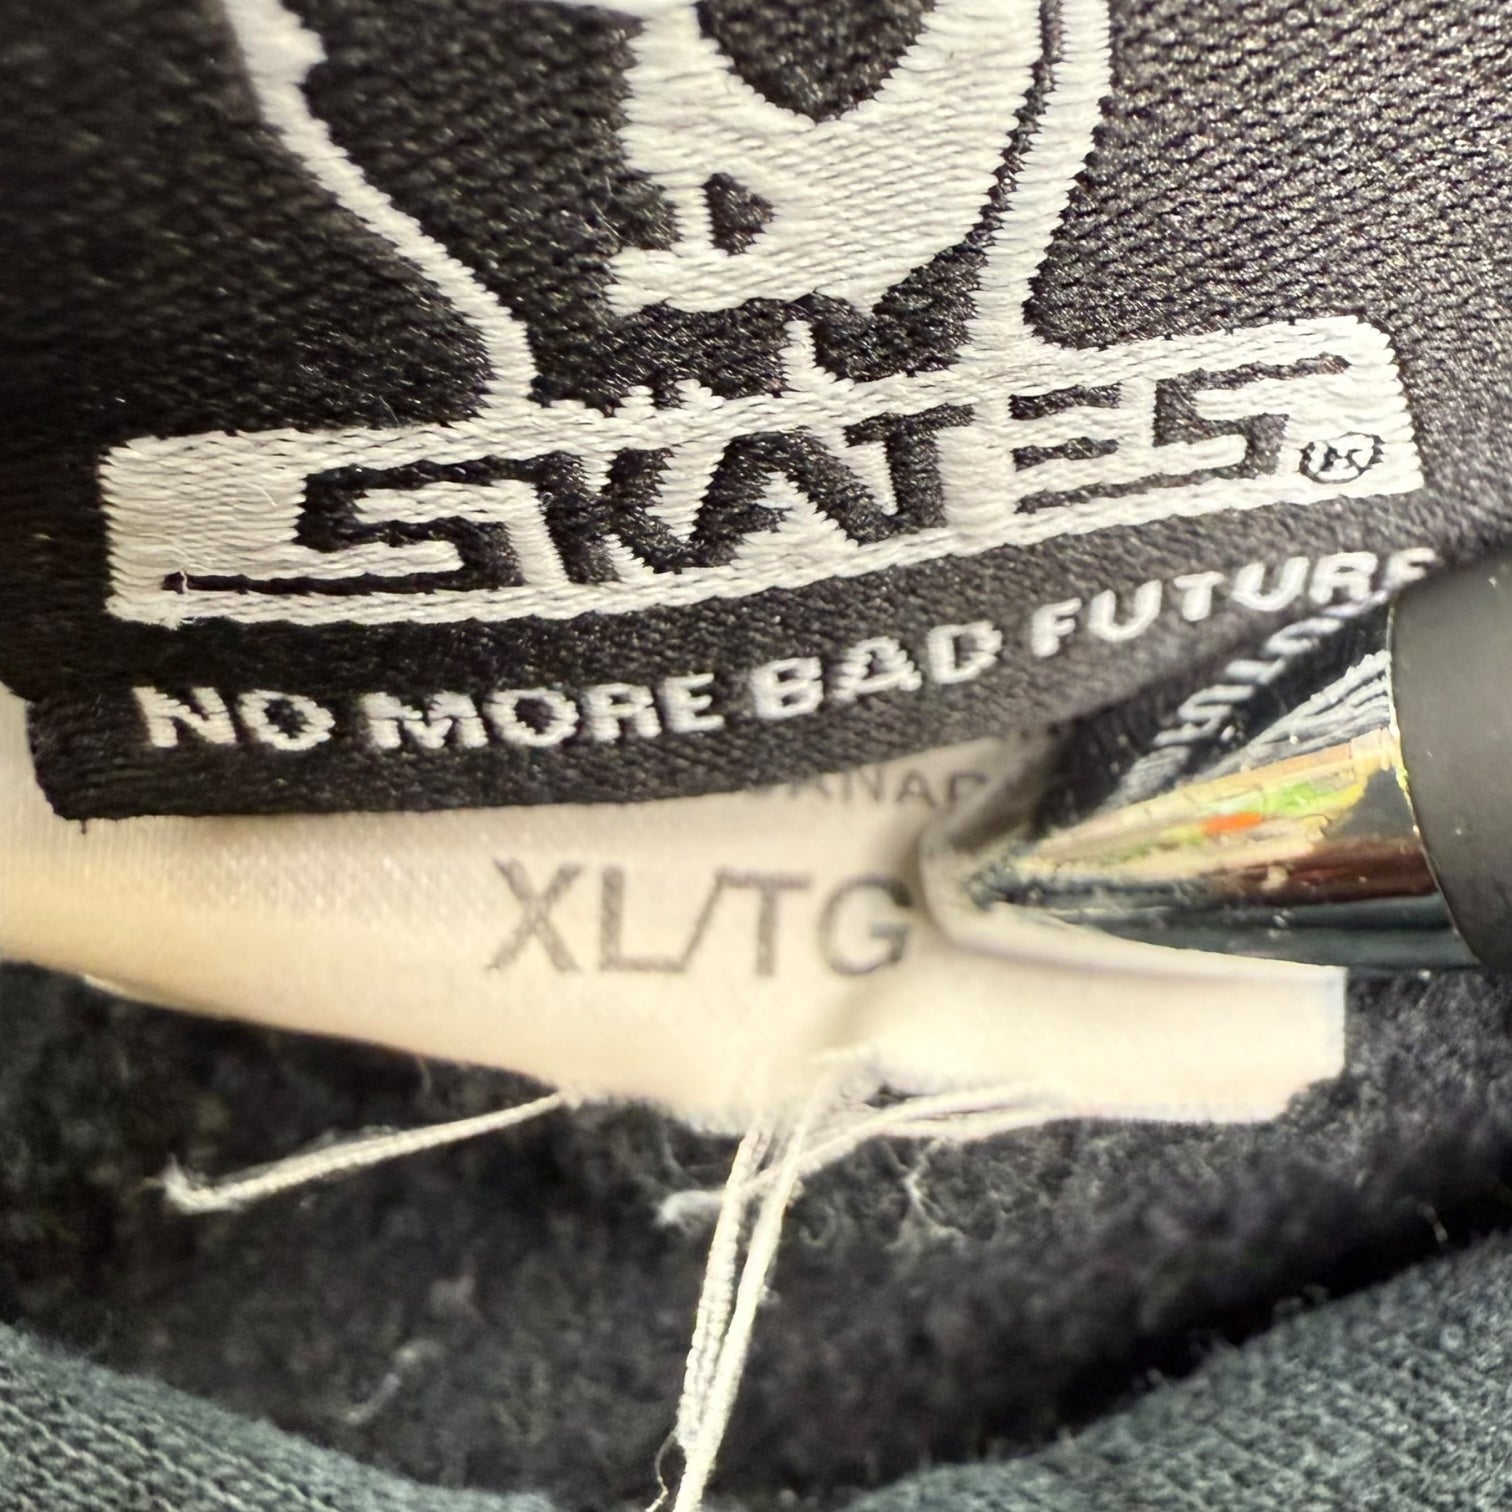 SKATES®
NO MORE BAD FUTURE
XL/TG